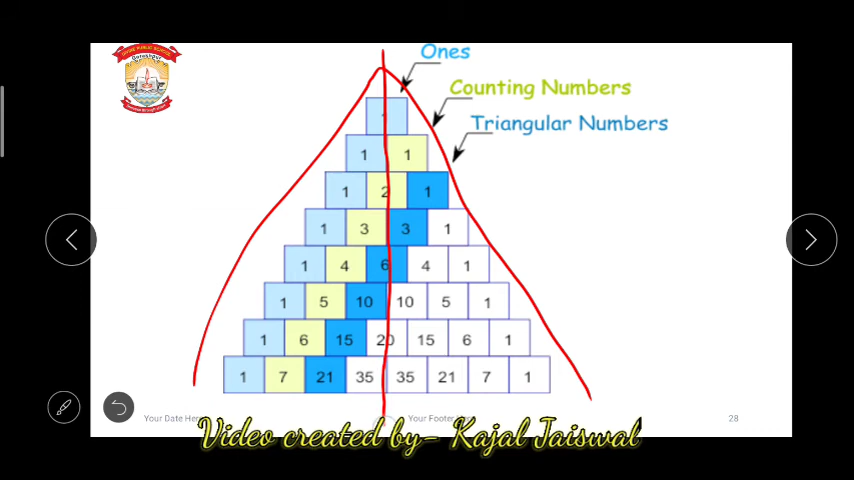 Ones
Counting Numbers
Triangular Numbers
1
1 1
1 2 1
1 3 3 1
1 4 6 4 1
1 5 10 10 5 1
1 6 15 20 15 6 1
1 7 21 35 35 21 7 1
Your Date Here
Your Footer Here
28
Video created by- Kajal Jaiswal